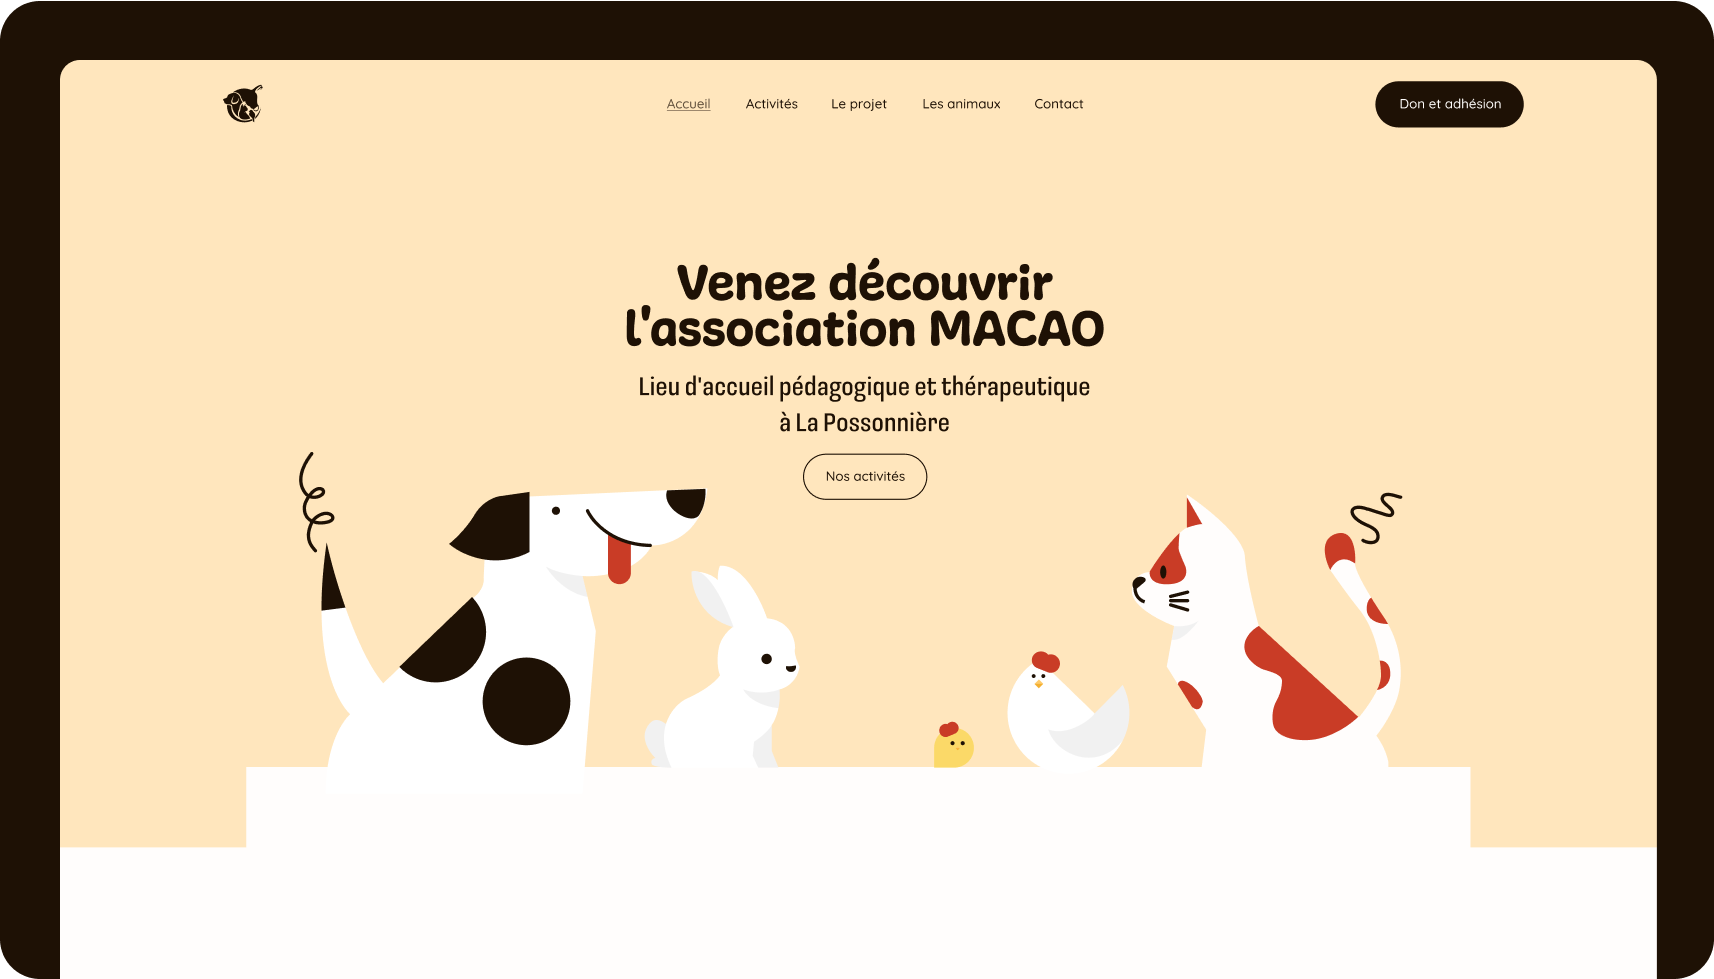 Accueil
Activités
Le projet
Les animaux
Contact
Don et adhésion
Venez découvrir
l'association MACAO
Lieu d'accueil pédagogique et thérapeutique
à La Possonnière
Nos activités